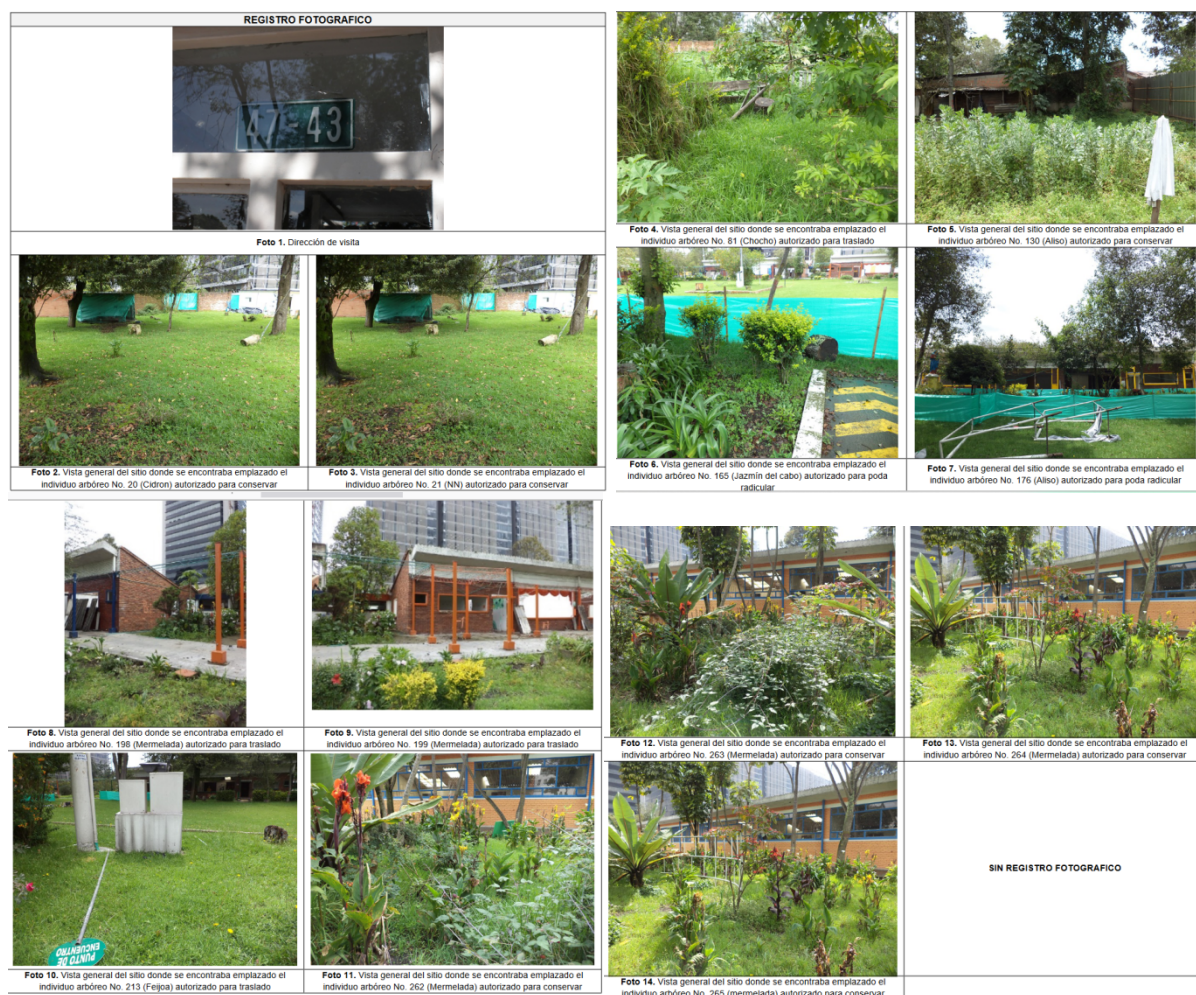 REGISTRO FOTOGRAFICO
47-43
Foto 1. Dirección de visita
Foto 2. Vista general del sitio donde se encontraba emplazado el
individuo arbóreo No. 20 (Cidron) autorizado para conservar
Foto 3. Vista general del sitio donde se encontraba emplazado el
individuo arbóreo No. 21 (NN) autorizado para conservar
Foto 4. Vista general del sitio donde se encontraba emplazado el
individuo arbóreo No. 81 (Chocho) autorizado para traslado
Foto 5. Vista general del sitio donde se encontraba emplazado el
individuo arbóreo No. 130 (Aliso) autorizado para conservar
Foto 6. Vista general del sitio donde se encontraba emplazado el
individuo arbóreo No. 165 (Jazmín del cabo) autorizado para poda
radicular
Foto 7. Vista general del sitio donde se encontraba emplazado el
individuo arbóreo No. 176 (Aliso) autorizado para poda radicular
Foto 8. Vista general del sitio donde se encontraba emplazado el
individuo arbóreo No. 198 (Mermelada) autorizado para traslado
Foto 9. Vista general del sitio donde se encontraba emplazado el
individuo arbóreo No. 199 (Mermelada) autorizado para traslado
PUNTO DE
ENCUENTRO
Foto 10. Vista general del sitio donde se encontraba emplazado el
individuo arbóreo No. 213 (Feijoa) autorizado para traslado
Foto 11. Vista general del sitio donde se encontraba emplazado el
individuo arbóreo No. 262 (Mermelada) autorizado para conservar
Foto 12. Vista general del sitio donde se encontraba emplazado el
individuo arbóreo No. 263 (Mermelada) autorizado para conservar
Foto 13. Vista general del sitio donde se encontraba emplazado el
individuo arbóreo No. 264 (Mermelada) autorizado para conservar
SIN REGISTRO FOTOGRAFICO
Foto 14. Vista general del sitio donde se encontraba emplazado el
individuo arbóreo No. 265 (mermelada) autorizado conservar